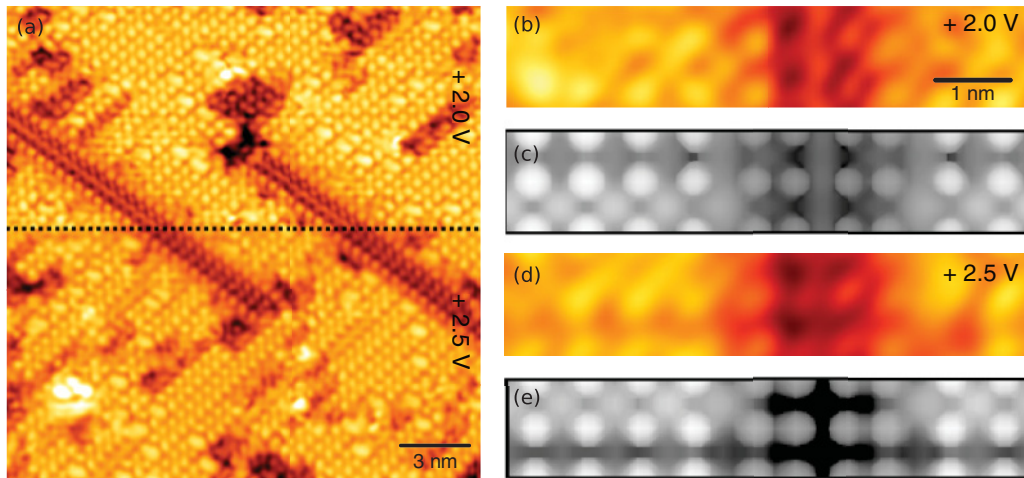 (a)
+ 2.0 V
+ 2.5 V
3 nm
(b)
+ 2.0 V
1 nm
(c)
(d)
+ 2.5 V
(e)